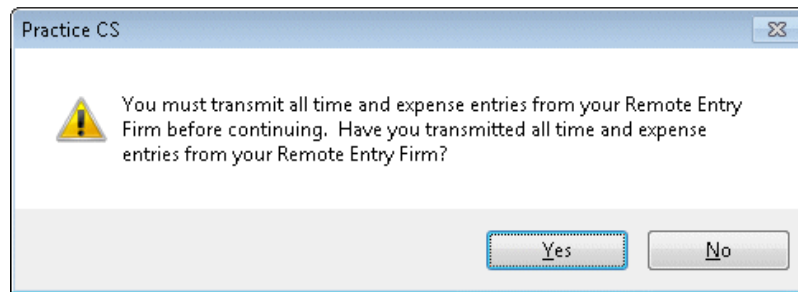 Practice CS
You must transmit all time and expense entries from your Remote Entry
Firm before continuing.  Have you transmitted all time and expense
entries from your Remote Entry Firm?
Yes
No